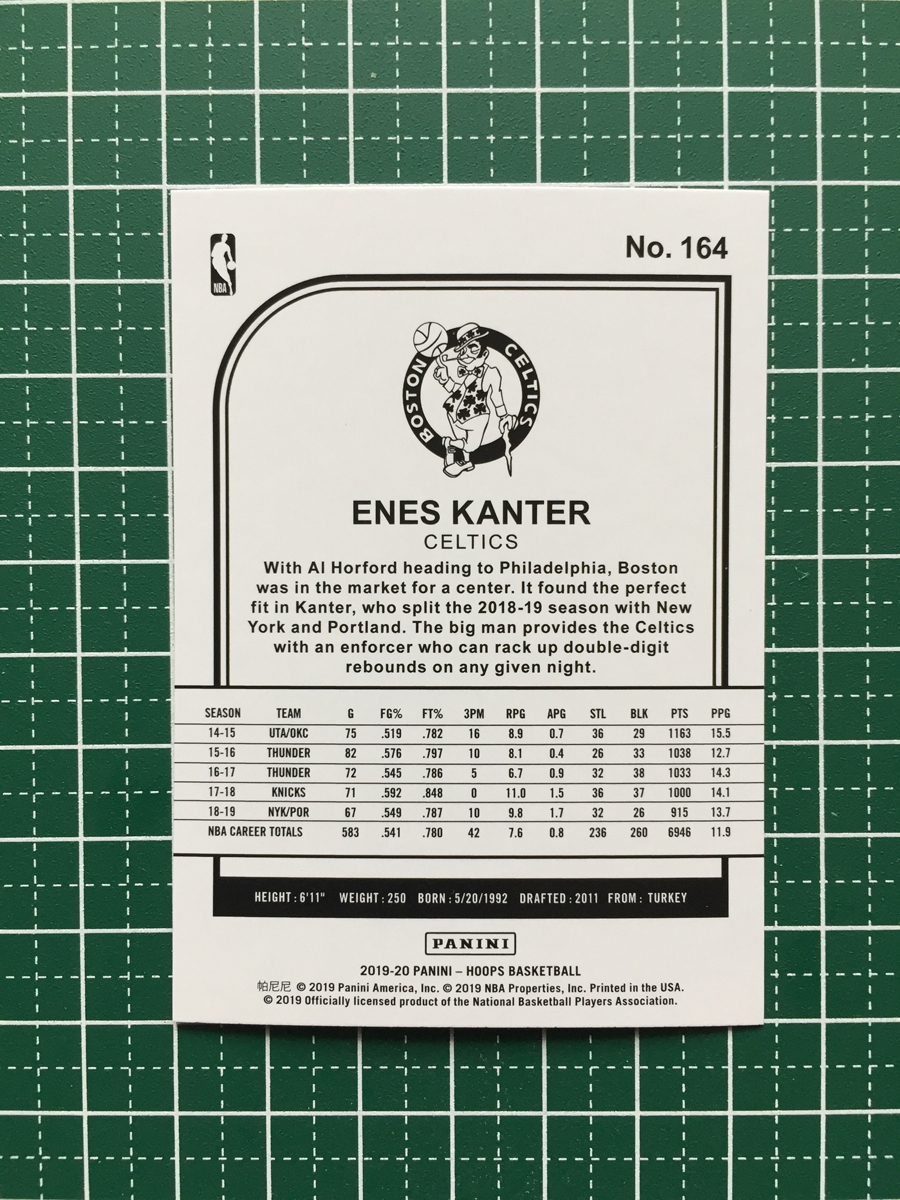 No. 164
NBA
BOSTON CELTICS
ENES KANTER
CELTICS
With Al Horford heading to Philadelphia, Boston
was in the market for a center. It found the perfect
fit in Kanter, who split the 2018-19 season with New
York and Portland. The big man provides the Celtics
with an enforcer who can rack up double-digit
rebounds on any given night.
SEASON TEAM G FG% FT% 3PM RPG APG STL BLK PTS PPG
14-15 UTA/OKC 75 .519 .782 16 8.9 0.7 36 29 1163 15.5
15-16 THUNDER 82 .576 .797 10 8.1 0.4 26 33 1038 12.7
16-17 THUNDER 72 .545 .786 5 6.7 0.9 32 38 1033 14.3
17-18 KNICKS 71 .592 .848 0 11.0 1.5 36 37 1000 14.1
18-19 NYK/POR 67 .549 .787 10 9.8 1.7 32 26 915 13.7
NBA CAREER TOTALS 583 .541 .780 42 7.6 0.8 236 260 6946 11.9
HEIGHT: 6'11" WEIGHT: 250 BORN: 5/20/1992 DRAFTED: 2011 FROM: TURKEY
PANINI
2019-20 PANINI – HOOPS BASKETBALL
帕尼尼 © 2019 Panini America, Inc. © 2019 NBA Properties, Inc. Printed in the USA.
© 2019 Officially licensed product of the National Basketball Players Association.